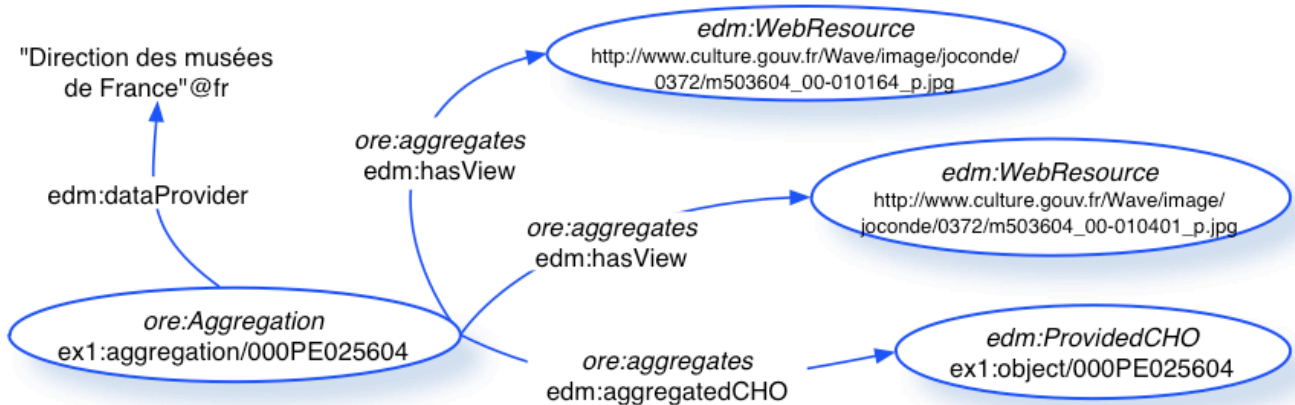 "Direction des musées
de France"@fr
edm:dataProvider
ore:Aggregation
ex1:aggregation/000PE025604
ore:aggregates
edm:hasView
edm:WebResource
http://www.culture.gouv.fr/Wave/image/joconde/
0372/m503604_00-010164_p.jpg
ore:aggregates
edm:hasView
edm:WebResource
http://www.culture.gouv.fr/Wave/image/
joconde/0372/m503604_00-010401_p.jpg
ore:aggregates
edm:aggregatedCHO
edm:ProvidedCHO
ex1:object/000PE025604